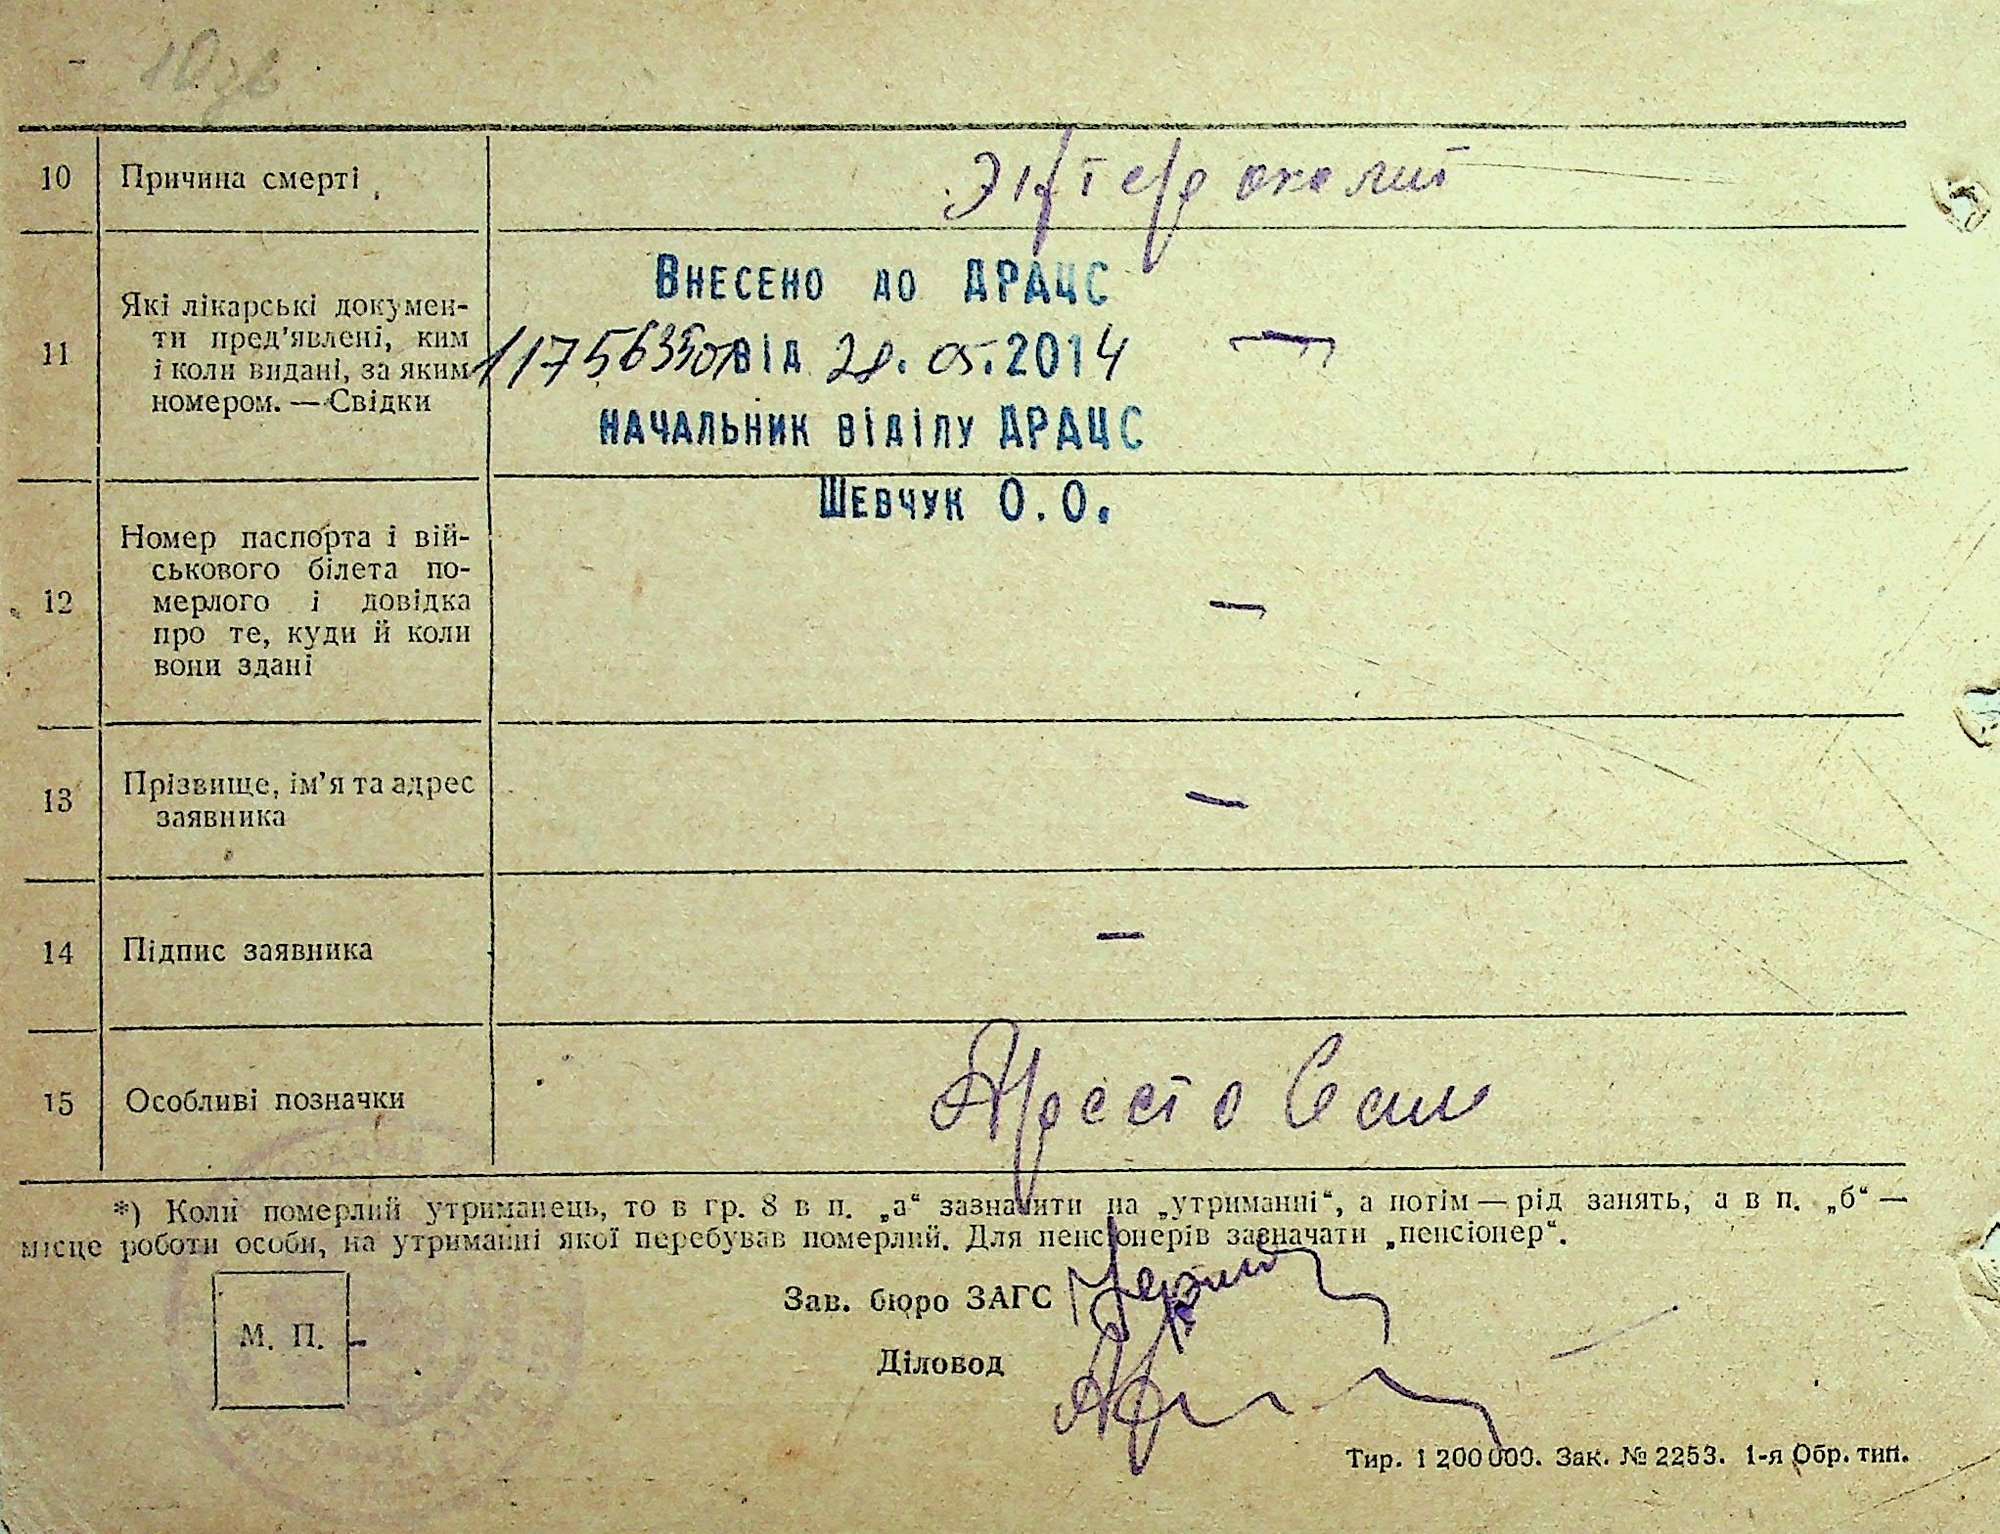 10
Причина смерті
Энтероколит
11
Які лікарські докумен-
ти пред’явлені, ким
і коли видані, за яким
номером. — Свідки
Внесено до ДРАЦС
від 28.05.2014
начальник відділу ДРАЦС
Шевчук О.О.
12
Номер паспорта і вій-
ськового білета по-
мерлого і довідка
про те, куди й коли
вони здані
—
13
Прізвище, ім’я та адрес
заявника
—
14
Підпис заявника
—
15
Особливі позначки
*) Коли померлий утриманець, то в гр. 8 в п. „а“ зазначити на „утриманні“, а потім — рід занять, а в п. „б“ —
місце роботи особи, на утриманні якої перебував померлий. Для пенсіонерів зазначати „пенсіонер“.
Зав. бюро ЗАГС
М. П.
Діловод
Тир. 1 200 000. Зак. № 2253. 1-я Обр. тип.